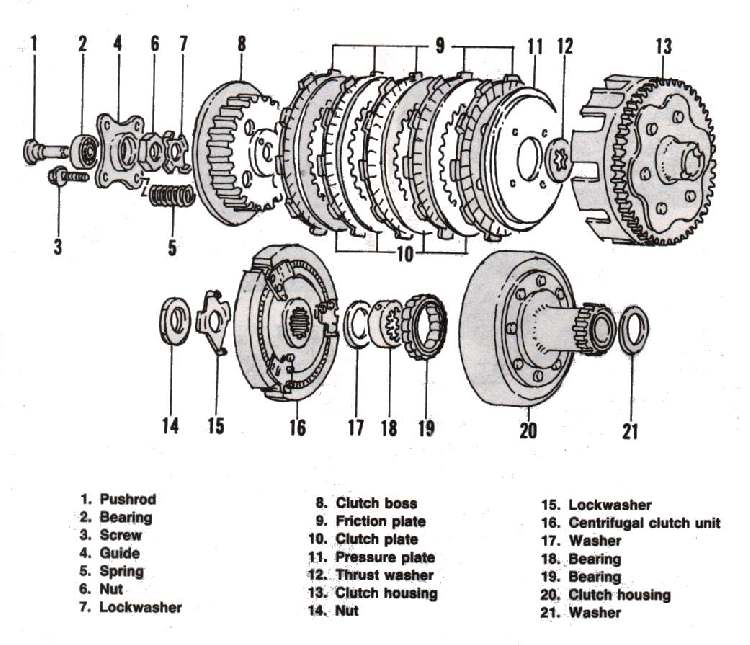 1 2 4 6 7 8 9 11 12 13
3 5 10
14 15 16 17 18 19 20 21
1. Pushrod
2. Bearing
3. Screw
4. Guide
5. Spring
6. Nut
7. Lockwasher
8. Clutch boss
9. Friction plate
10. Clutch plate
11. Pressure plate
12. Thrust washer
13. Clutch housing
14. Nut
15. Lockwasher
16. Centrifugal clutch unit
17. Washer
18. Bearing
19. Bearing
20. Clutch housing
21. Washer